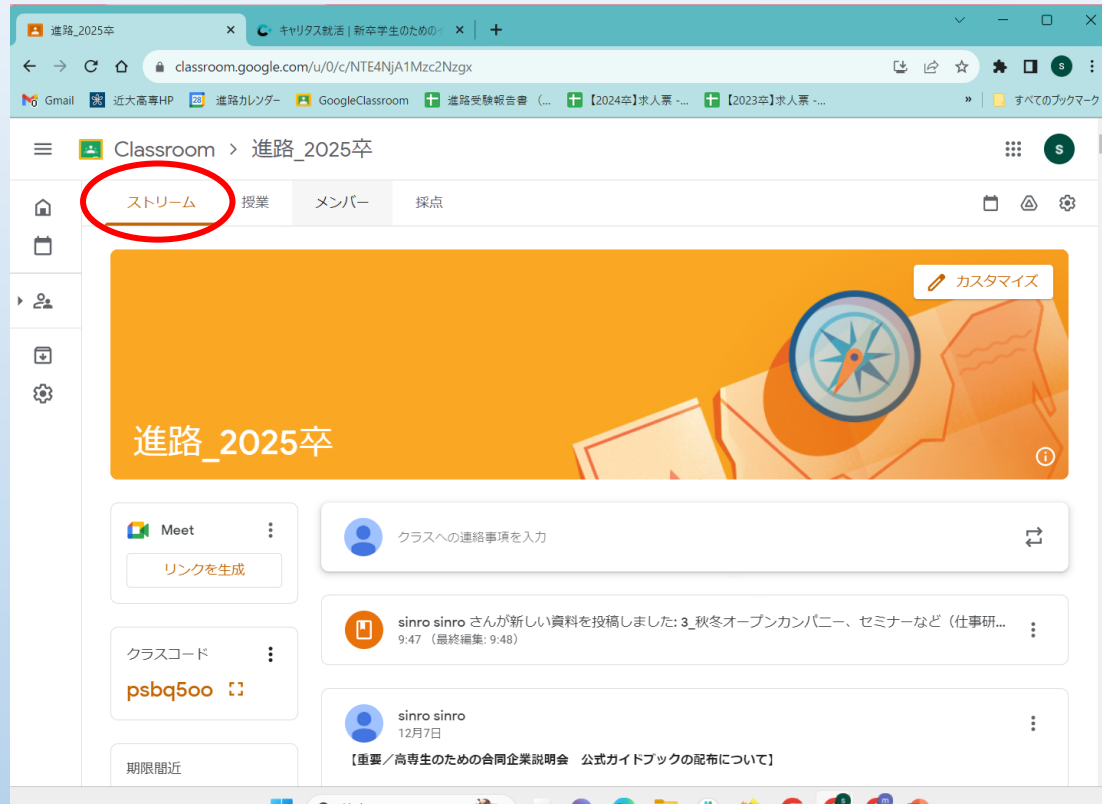 進路_2025卒
キャリタス就活 | 新卒学生のための
classroom.google.com/u/0/c/NTE4NjA1Mzc2Nzgx
S
Gmail
近大高専HP
28
進路カレンダー
GoogleClassroom
進路受験報告書 (...
【2024卒】求人票 -...
【2023卒】求人票 -...
»
すべてのブックマーク
Classroom > 進路_2025卒
S
ストリーム
授業
メンバー
採点
カスタマイズ
進路_2025卒
Meet
リンクを生成
クラスへの連絡事項を入力
sinro sinro さんが新しい資料を投稿しました: 3_秋冬オープンカンパニー、セミナーなど（仕事研...
9:47 （最終編集: 9:48）
クラスコード
psbq5oo
sinro sinro
12月7日
【重要／高専生のための合同企業説明会　公式ガイドブックの配布について】
期限間近